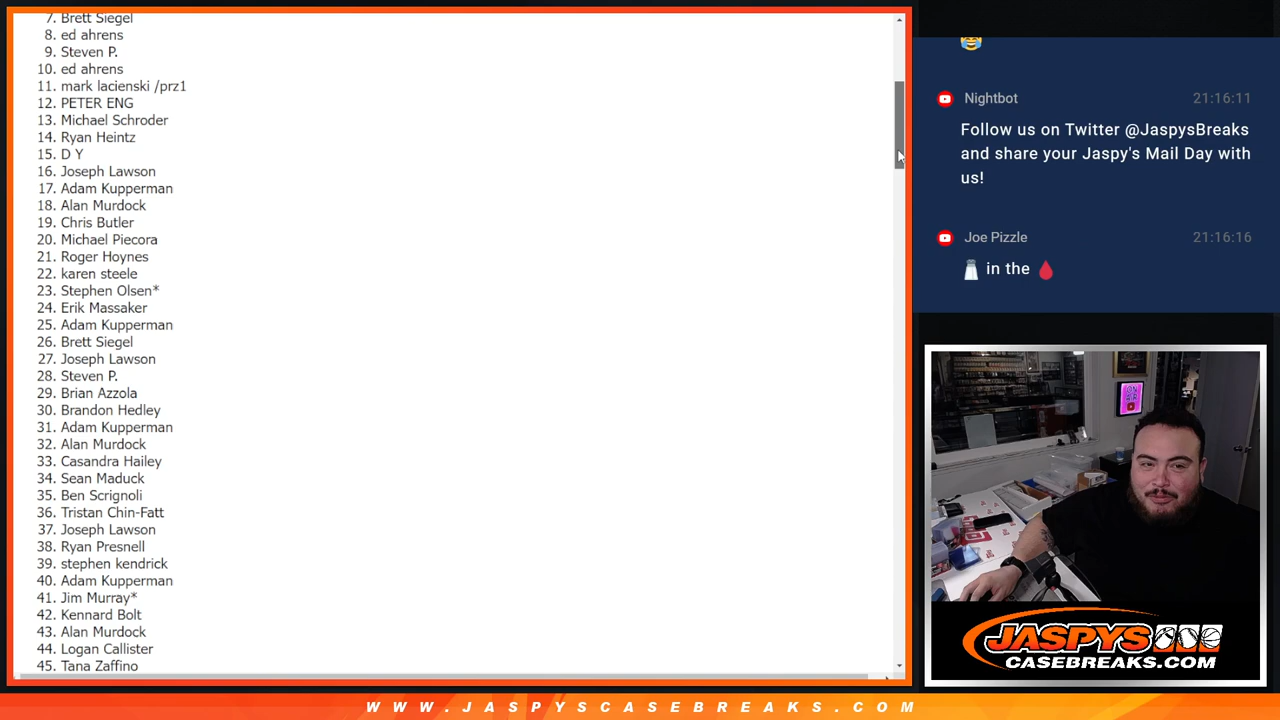 7. Brett Siegel
8. ed ahrens
9. Steven P.
10. ed ahrens
11. mark lacienski /prz1
12. PETER ENG
13. Michael Schroder
14. Ryan Heintz
15. D Y
16. Joseph Lawson
17. Adam Kupperman
18. Alan Murdock
19. Chris Butler
20. Michael Piecora
21. Roger Hoynes
22. karen steele
23. Stephen Olsen*
24. Erik Massaker
25. Adam Kupperman
26. Brett Siegel
27. Joseph Lawson
28. Steven P.
29. Brian Azzola
30. Brandon Hedley
31. Adam Kupperman
32. Alan Murdock
33. Casandra Hailey
34. Sean Maduck
35. Ben Scrignoli
36. Tristan Chin-Fatt
37. Joseph Lawson
38. Ryan Presnell
39. stephen kendrick
40. Adam Kupperman
41. Jim Murray*
42. Kennard Bolt
43. Alan Murdock
44. Logan Callister
45. Tana Zaffino
😂
Nightbot 21:16:11
Follow us on Twitter @JaspysBreaks
and share your Jaspy's Mail Day with
us!
Joe Pizzle 21:16:16
🧂 in the 🩸
JASPYS
CASEBREAKS.COM
WWW.JASPYSCASEBREAKS.COM